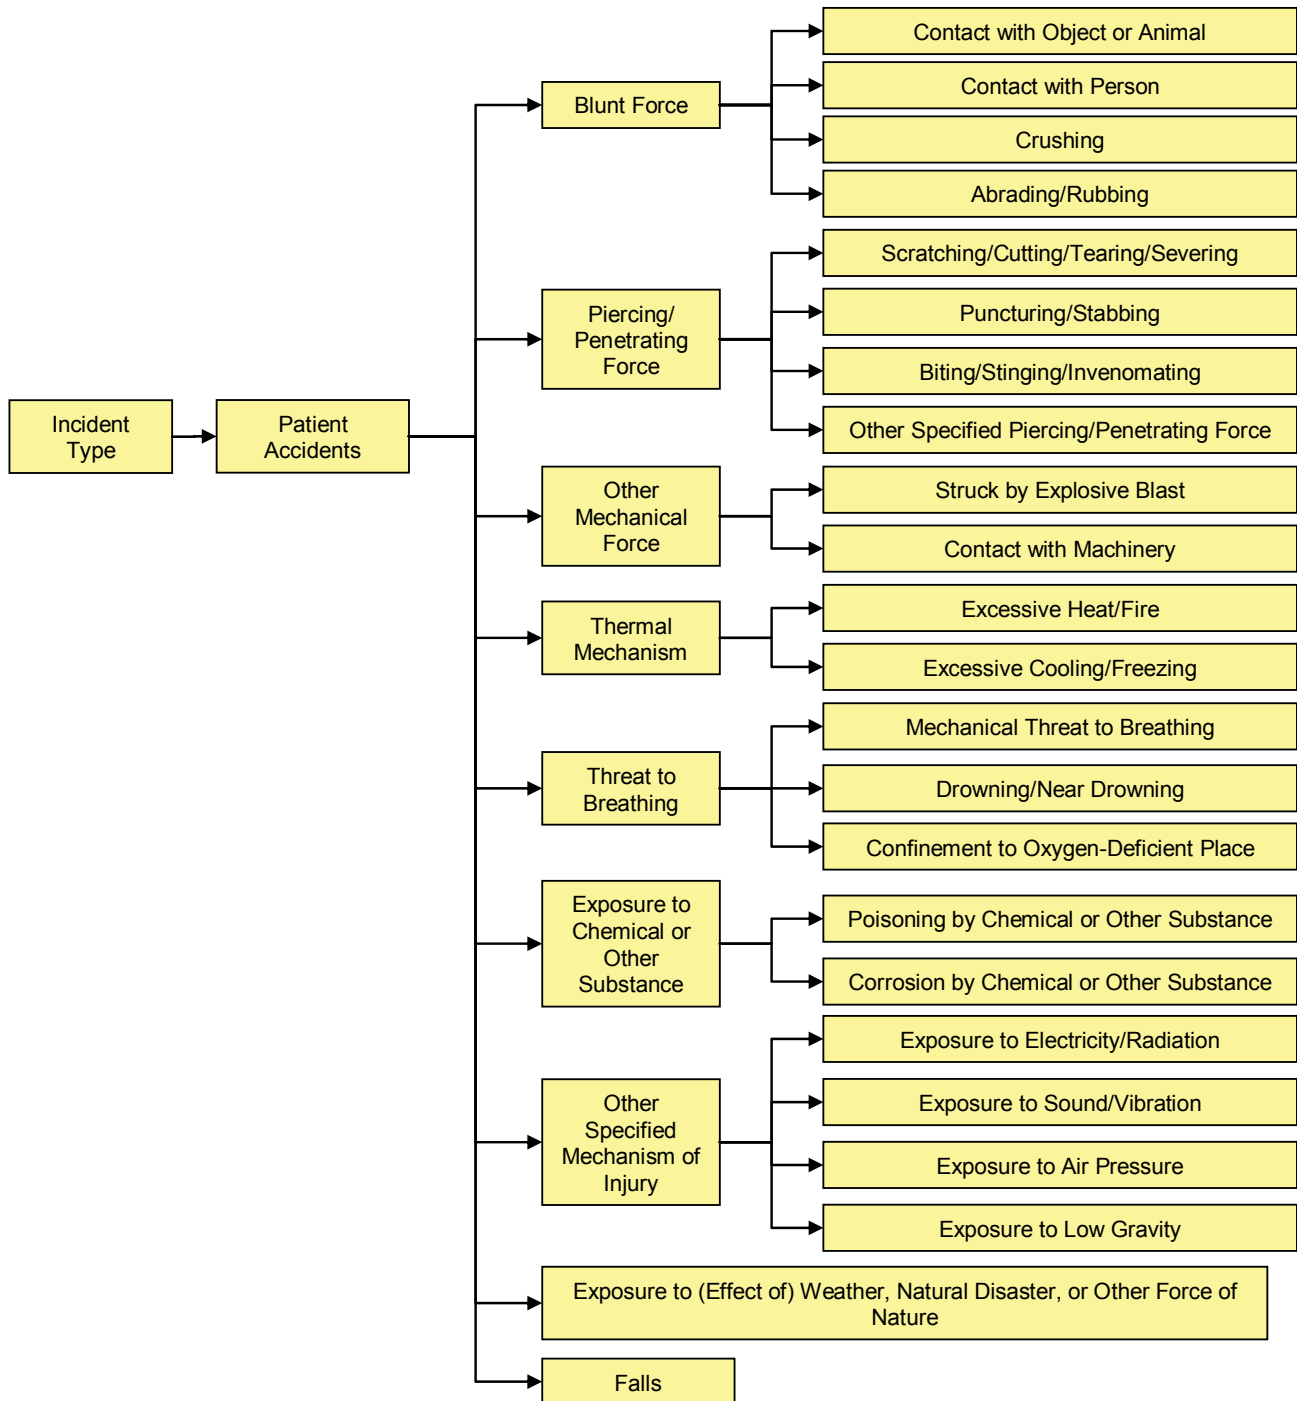 Incident
Type
Patient
Accidents
Blunt Force
Contact with Object or Animal
Contact with Person
Crushing
Abrading/Rubbing
Piercing/
Penetrating
Force
Scratching/Cutting/Tearing/Severing
Puncturing/Stabbing
Biting/Stinging/Invenomating
Other Specified Piercing/Penetrating Force
Other
Mechanical
Force
Struck by Explosive Blast
Contact with Machinery
Thermal
Mechanism
Excessive Heat/Fire
Excessive Cooling/Freezing
Threat to
Breathing
Mechanical Threat to Breathing
Drowning/Near Drowning
Confinement to Oxygen-Deficient Place
Exposure to
Chemical or
Other
Substance
Poisoning by Chemical or Other Substance
Corrosion by Chemical or Other Substance
Other
Specified
Mechanism of
Injury
Exposure to Electricity/Radiation
Exposure to Sound/Vibration
Exposure to Air Pressure
Exposure to Low Gravity
Exposure to (Effect of) Weather, Natural Disaster, or Other Force of
Nature
Falls